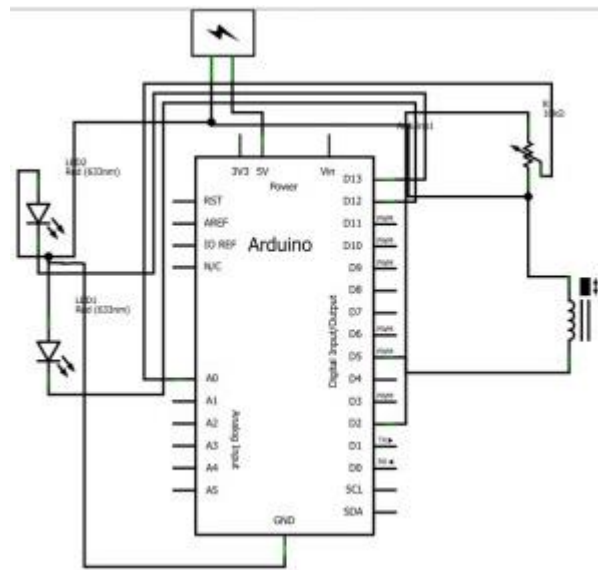 3V3 5V Vin
Power
RST
AREF
IO REF
N/C
Arduino
D13
D12
D11 PWM
D10 PWM
D9 PWM
D8
D7
D6 PWM
D5 PWM
D4
D3 PWM
D2
D1 TX
D0 RX
SCL
SDA
Digital Input/Output
A0
A1
A2
A3
A4
A5
Analog Input
GND
LED2
Red (633nm)
LED1
Red (633nm)